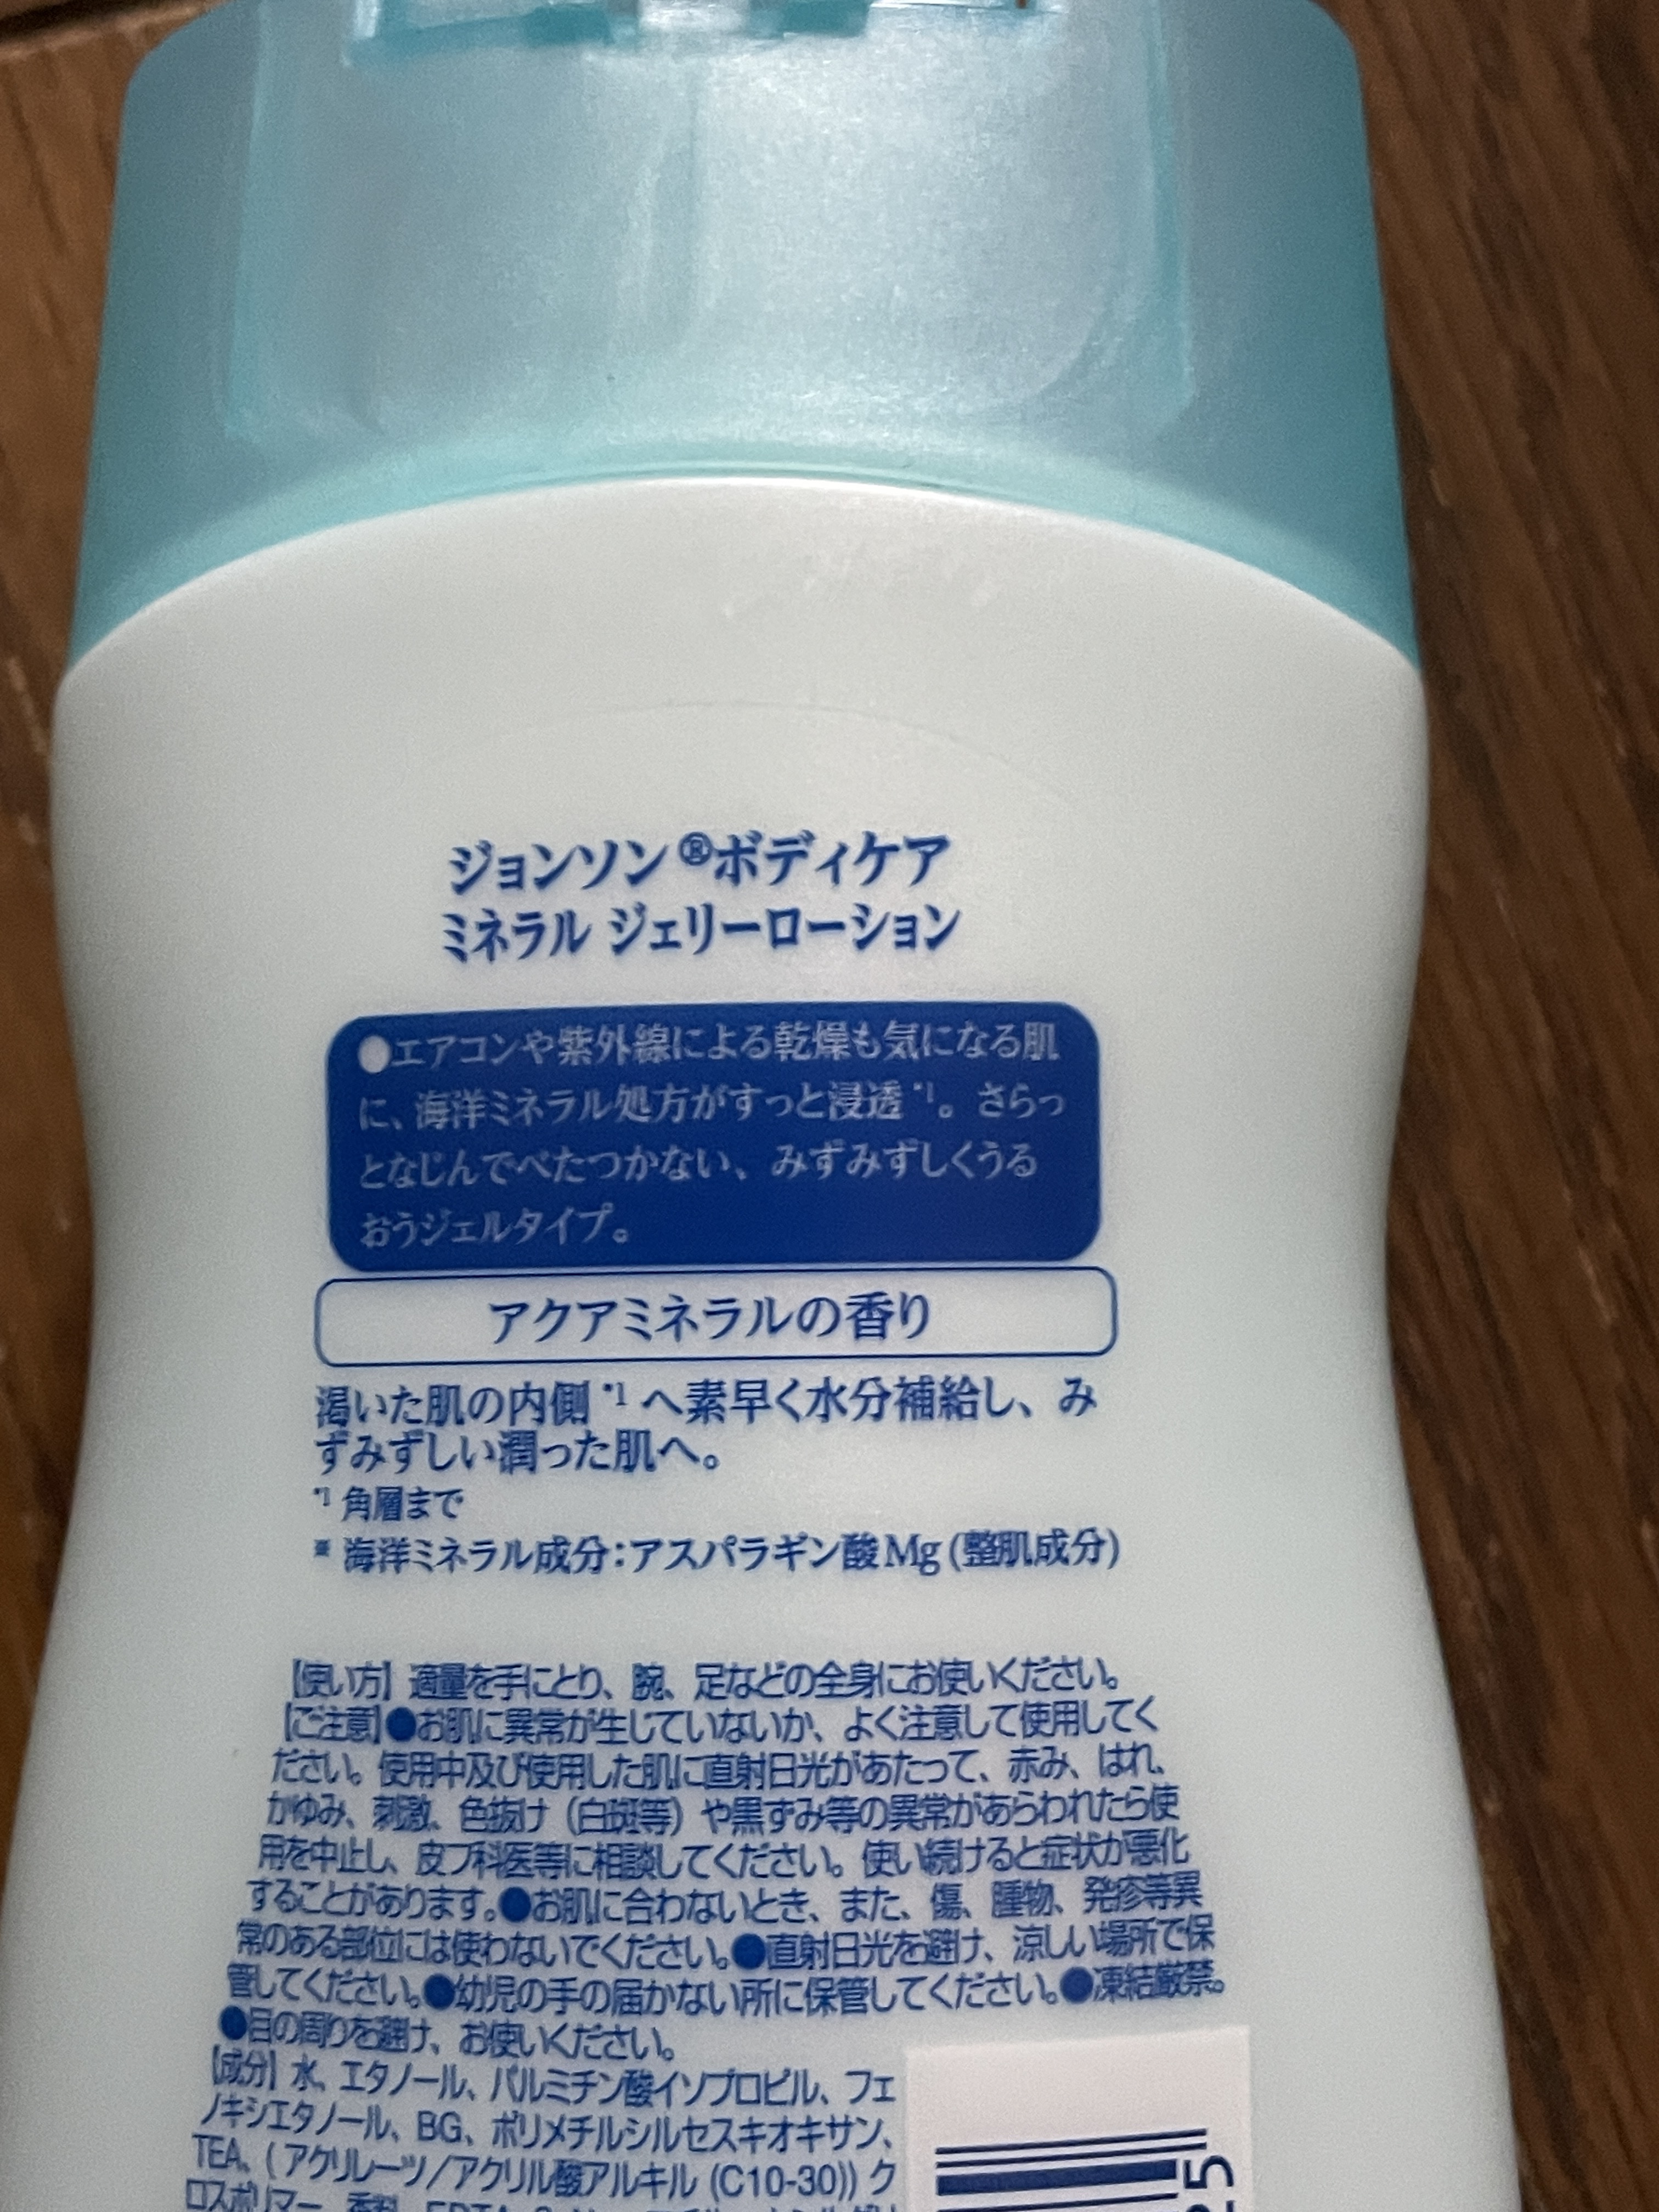 ジョンソン®ボディケア
ミネラル ジェリーローション
●エアコンや紫外線による乾燥も気になる肌
に、海洋ミネラル処方がすっと浸透*1。さらっ
となじんでべたつかない、みずみずしくうる
おうジェルタイプ。
アクアミネラルの香り
渇いた肌の内側*1 へ素早く水分補給し、み
ずみずしい潤った肌へ。
*1 角層まで
※ 海洋ミネラル成分:アスパラギン酸Mg(整肌成分)
【使い方】適量を手にとり、腕、足などの全身にお使いください。
【ご注意】●お肌に異常が生じていないか、よく注意して使用してく
ださい。使用中及び使用した肌に直射日光があたって、赤み、はれ、
かゆみ、刺激、色抜け（白斑等）や黒ずみ等の異常があらわれたら使
用を中止し、皮フ科医等に相談してください。使い続けると症状が悪化
することがあります。●お肌に合わないとき、また、傷、腫物、発疹等異
常のある部位には使わないでください。●直射日光を避け、涼しい場所で保
管してください。●幼児の手の届かない所に保管してください。●凍結厳禁。
●目の周りを避け、お使いください。
【成分】水、エタノール、パルミチン酸イソプロピル、フェ
ノキシエタノール、BG、ポリメチルシルセスキオキサン、
TEA、(アクリレーツ/アクリル酸アルキル(C10-30))ク
ロスポリマー、香料、EDTA-2
25